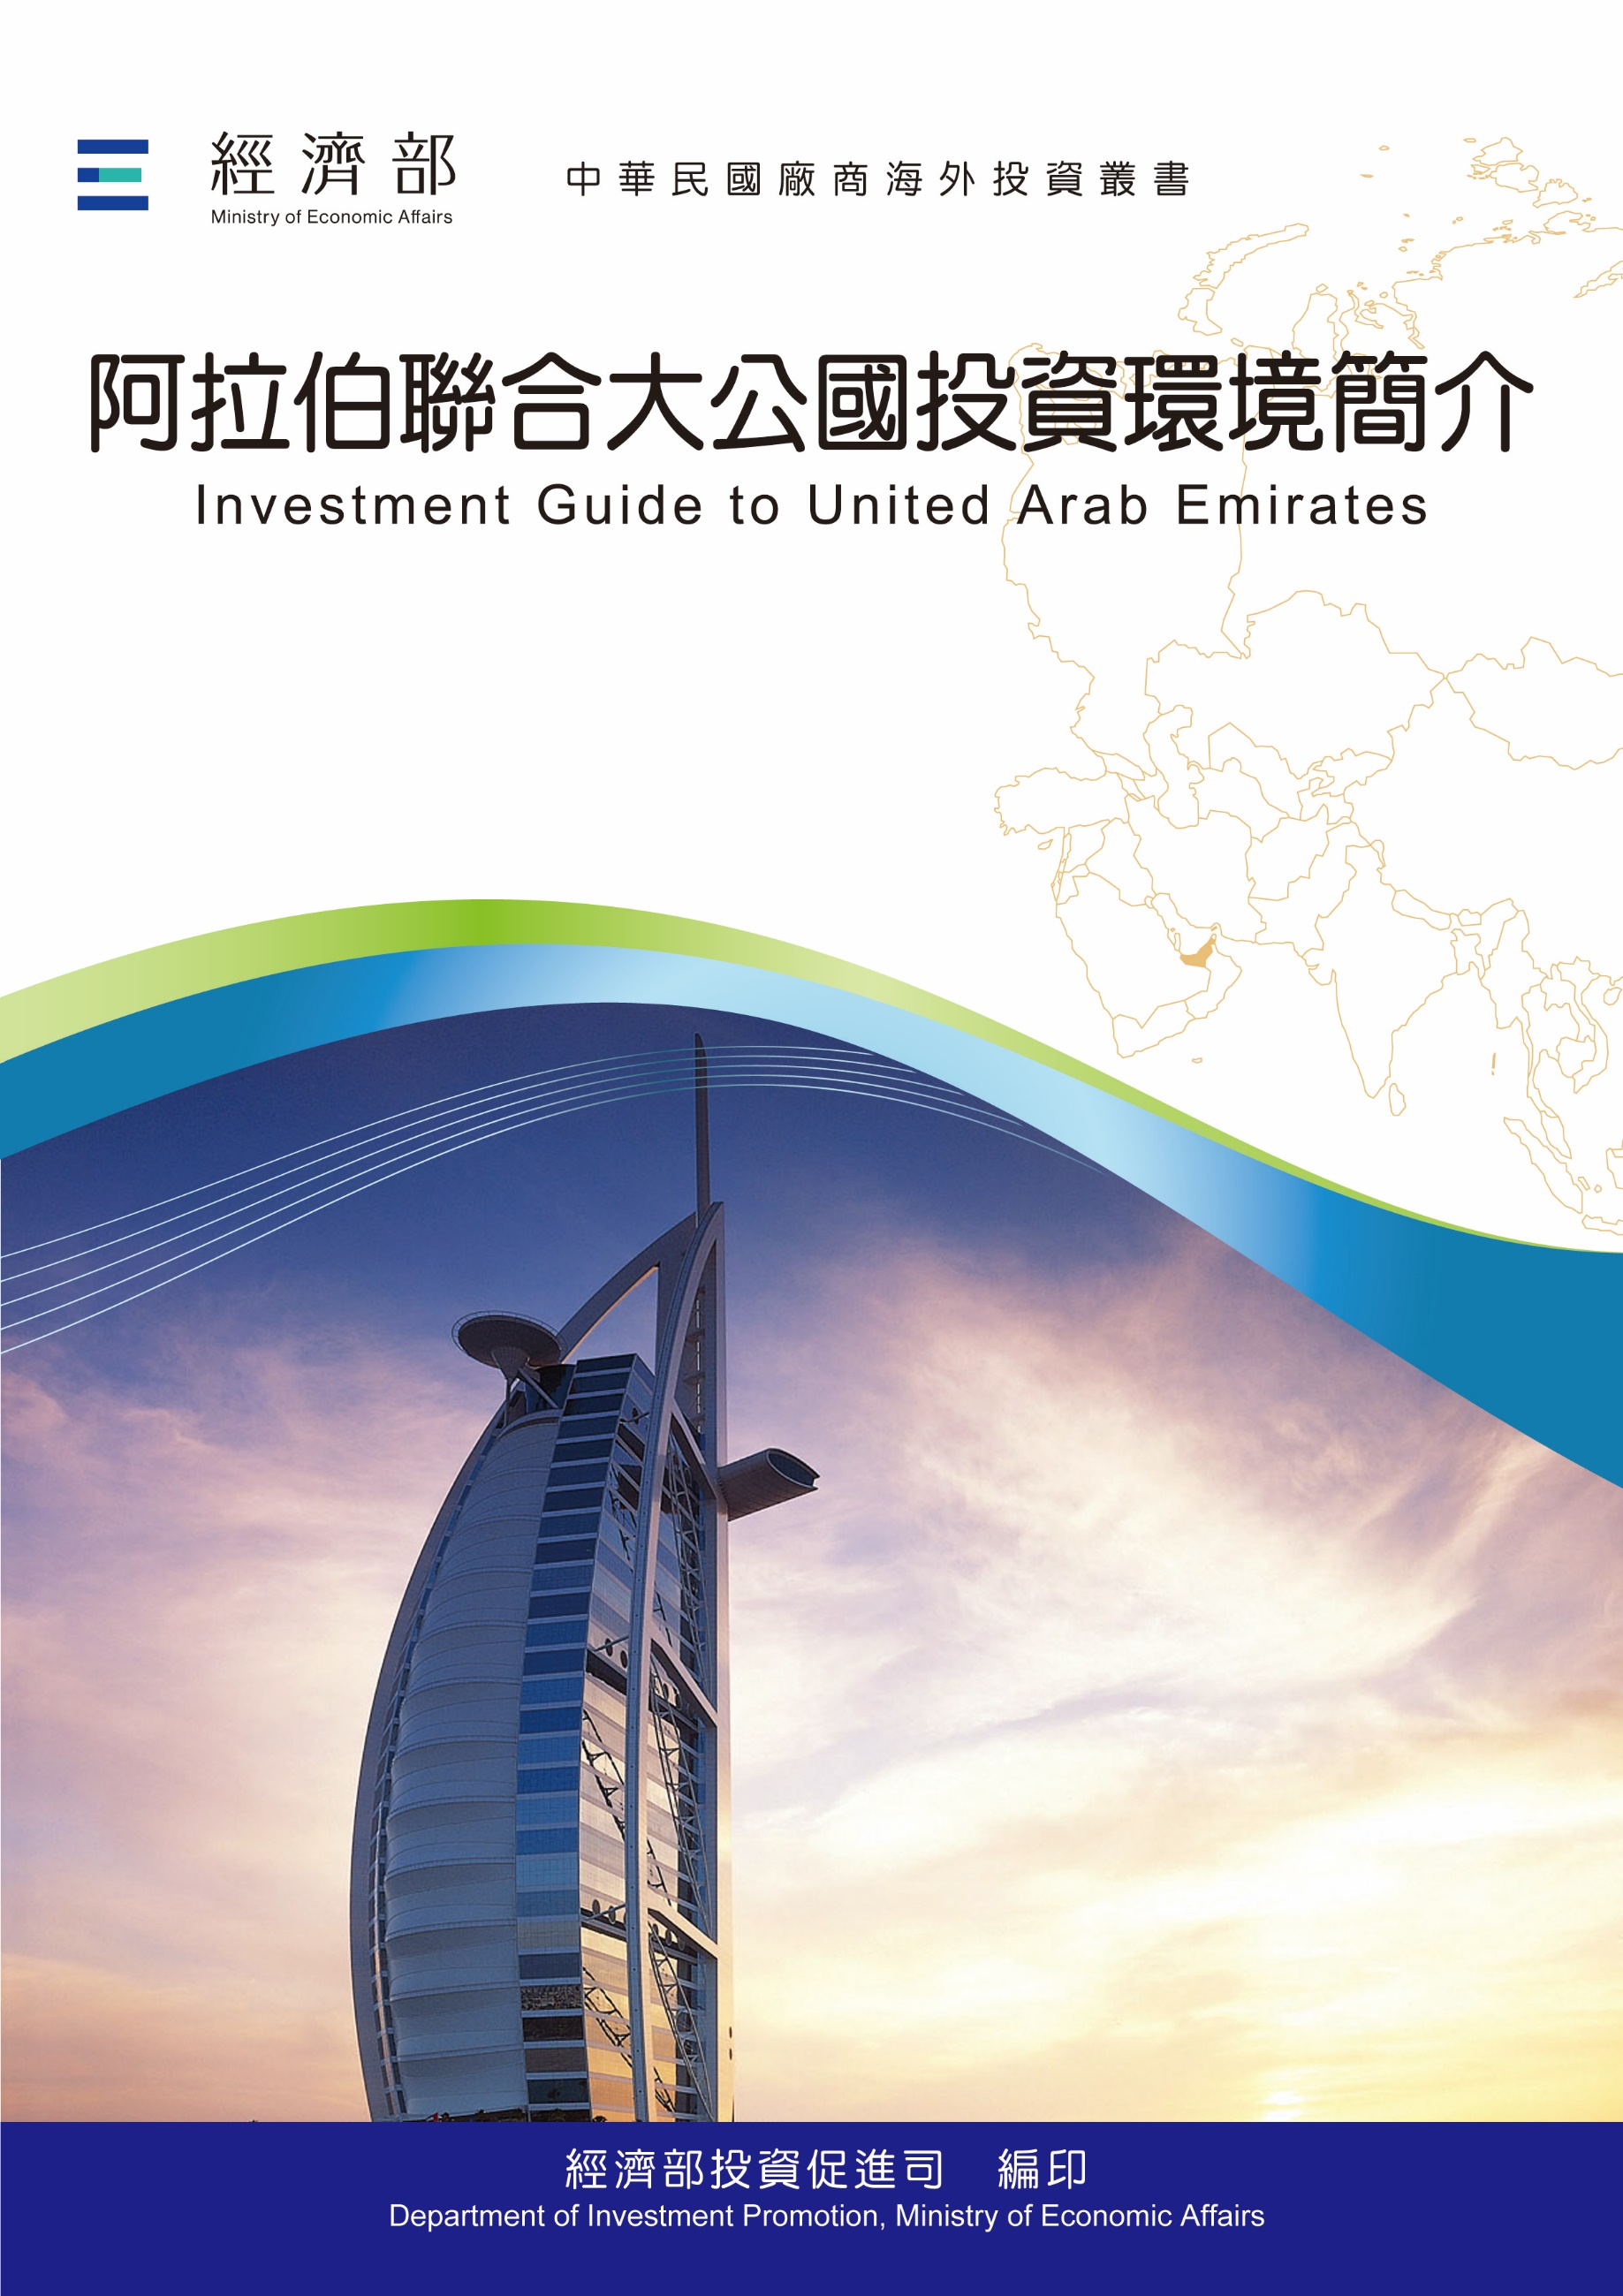 經濟部
Ministry of Economic Affairs
中華民國廠商海外投資叢書
阿拉伯聯合大公國投資環境簡介
Investment Guide to United Arab Emirates
經濟部投資促進司　編印
Department of Investment Promotion, Ministry of Economic Affairs